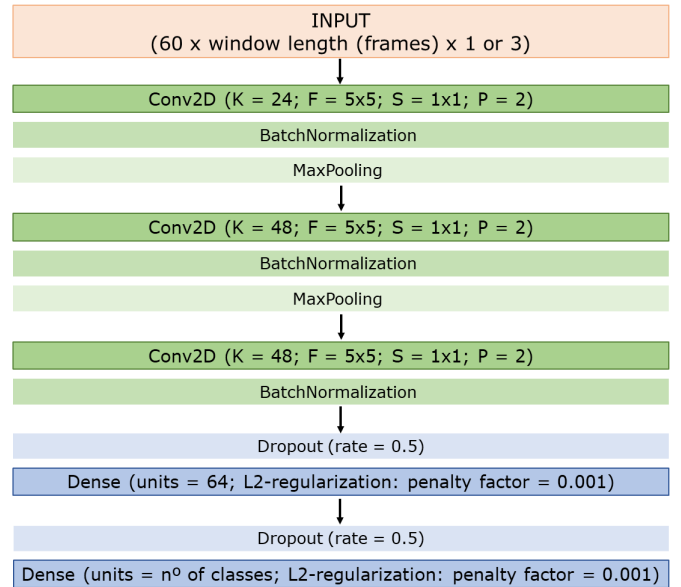 INPUT
(60 x window length (frames) x 1 or 3)
Conv2D (K = 24; F = 5x5; S = 1x1; P = 2)
BatchNormalization
MaxPooling
Conv2D (K = 48; F = 5x5; S = 1x1; P = 2)
BatchNormalization
MaxPooling
Conv2D (K = 48; F = 5x5; S = 1x1; P = 2)
BatchNormalization
Dropout (rate = 0.5)
Dense (units = 64; L2-regularization: penalty factor = 0.001)
Dropout (rate = 0.5)
Dense (units = nº of classes; L2-regularization: penalty factor = 0.001)